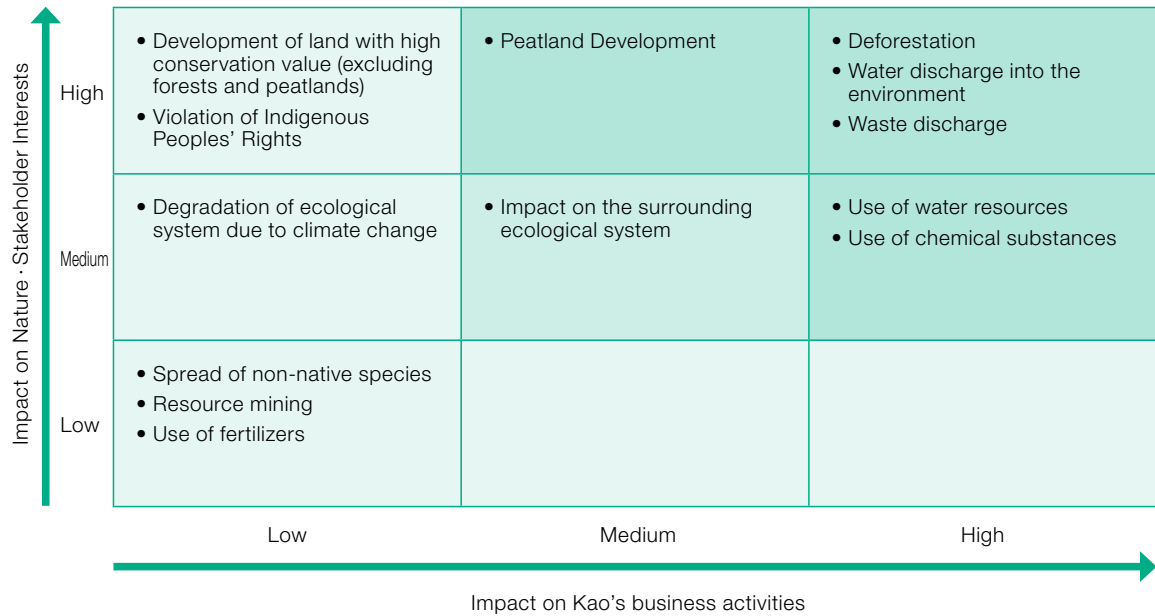 Impact on Nature · Stakeholder Interests
High
• Development of land with high
conservation value (excluding
forests and peatlands)
• Violation of Indigenous
Peoples’ Rights
• Peatland Development
• Deforestation
• Water discharge into the
environment
• Waste discharge
Medium
• Degradation of ecological
system due to climate change
• Impact on the surrounding
ecological system
• Use of water resources
• Use of chemical substances
Low
• Spread of non-native species
• Resource mining
• Use of fertilizers
Low
Medium
High
Impact on Kao’s business activities